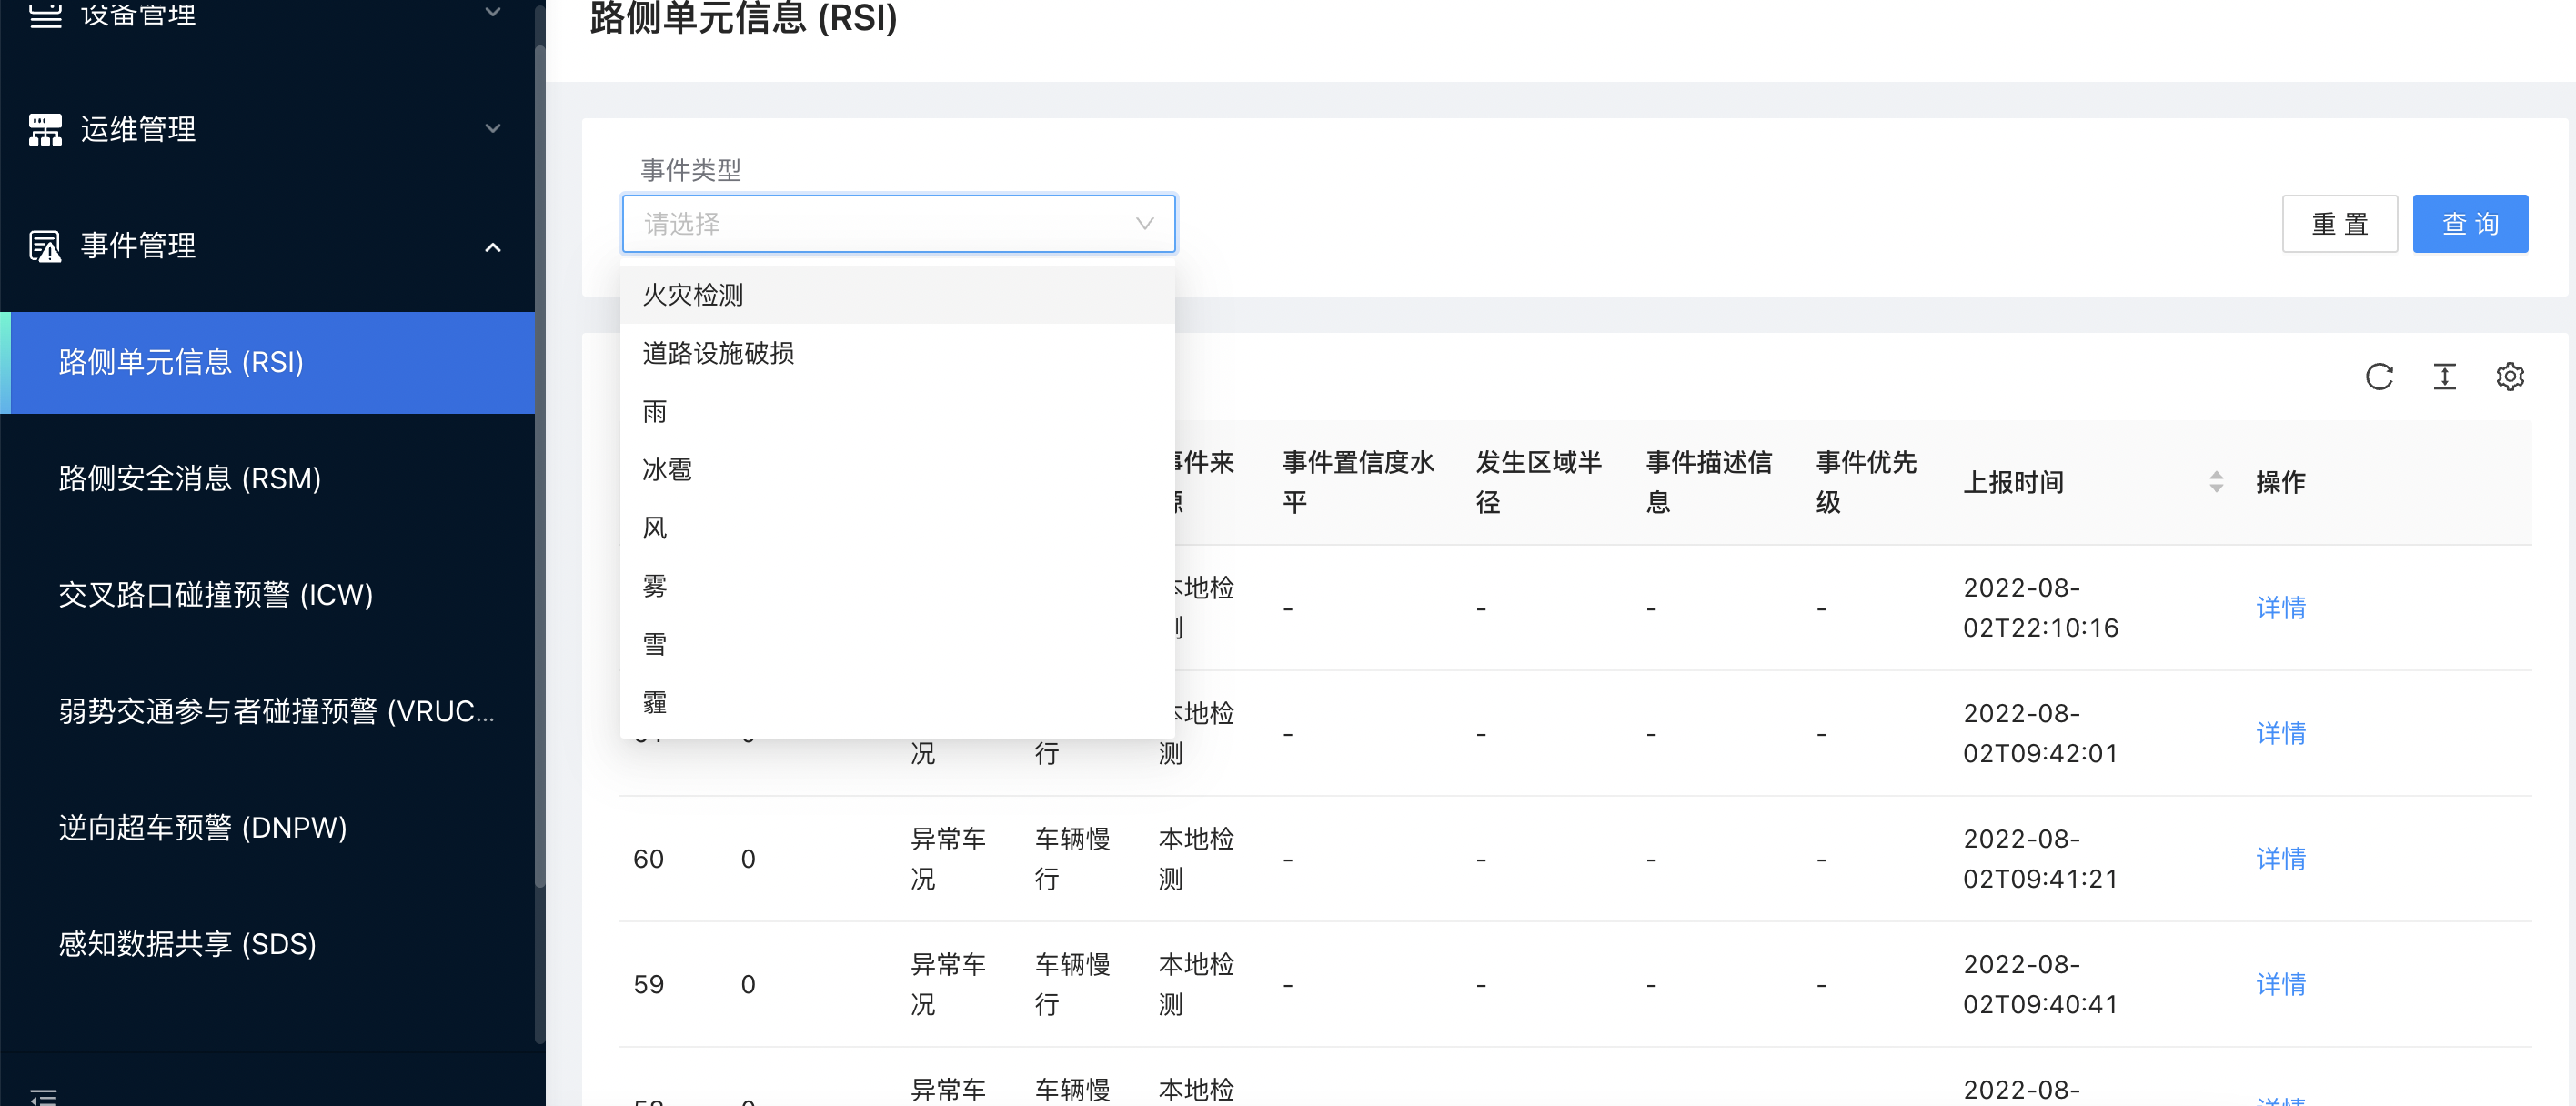 设备管理
运维管理
事件管理
路侧单元信息 (RSI)
路侧安全消息 (RSM)
交叉路口碰撞预警 (ICW)
弱势交通参与者碰撞预警 (VRUC...
逆向超车预警 (DNPW)
感知数据共享 (SDS)
路侧单元信息 (RSI)
事件类型
请选择
重 置
查 询
火灾检测
道路设施破损
雨
冰雹
风
雾
雪
霾
事件来
源
事件置信度水
平
发生区域半
径
事件描述信
息
事件优先
级
上报时间
操作
本地检
测
-
-
-
-
2022-08-
02T22:10:16
详情
况
行
本地检
测
-
-
-
-
2022-08-
02T09:42:01
详情
60
0
异常车
况
车辆慢
行
本地检
测
-
-
-
-
2022-08-
02T09:41:21
详情
59
0
异常车
况
车辆慢
行
本地检
测
-
-
-
-
2022-08-
02T09:40:41
详情
异常车
车辆慢
本地检
2022-08-
详情